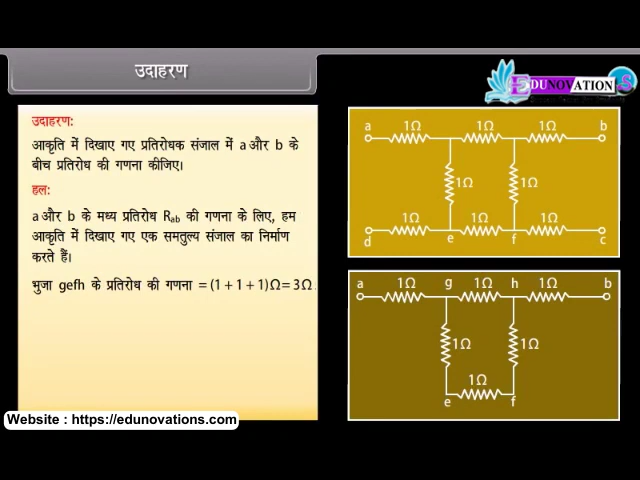 उदाहरण
EDUNOVATION.S
उदाहरण:
आकृति में दिखाए गए प्रतिरोधक संजाल में a और b के
बीच प्रतिरोध की गणना कीजिए।
हल:
a और b के मध्य प्रतिरोध Rab की गणना के लिए, हम
आकृति में दिखाए गए एक समतुल्य संजाल का निर्माण
करते हैं।
भुजा gefh के प्रतिरोध की गणना = (1 + 1 + 1)Ω = 3Ω
a 1Ω 1Ω 1Ω b
1Ω 1Ω
1Ω 1Ω 1Ω
d e f c
a 1Ω g 1Ω h 1Ω b
1Ω 1Ω
1Ω
e f
Website : https://edunovations.com